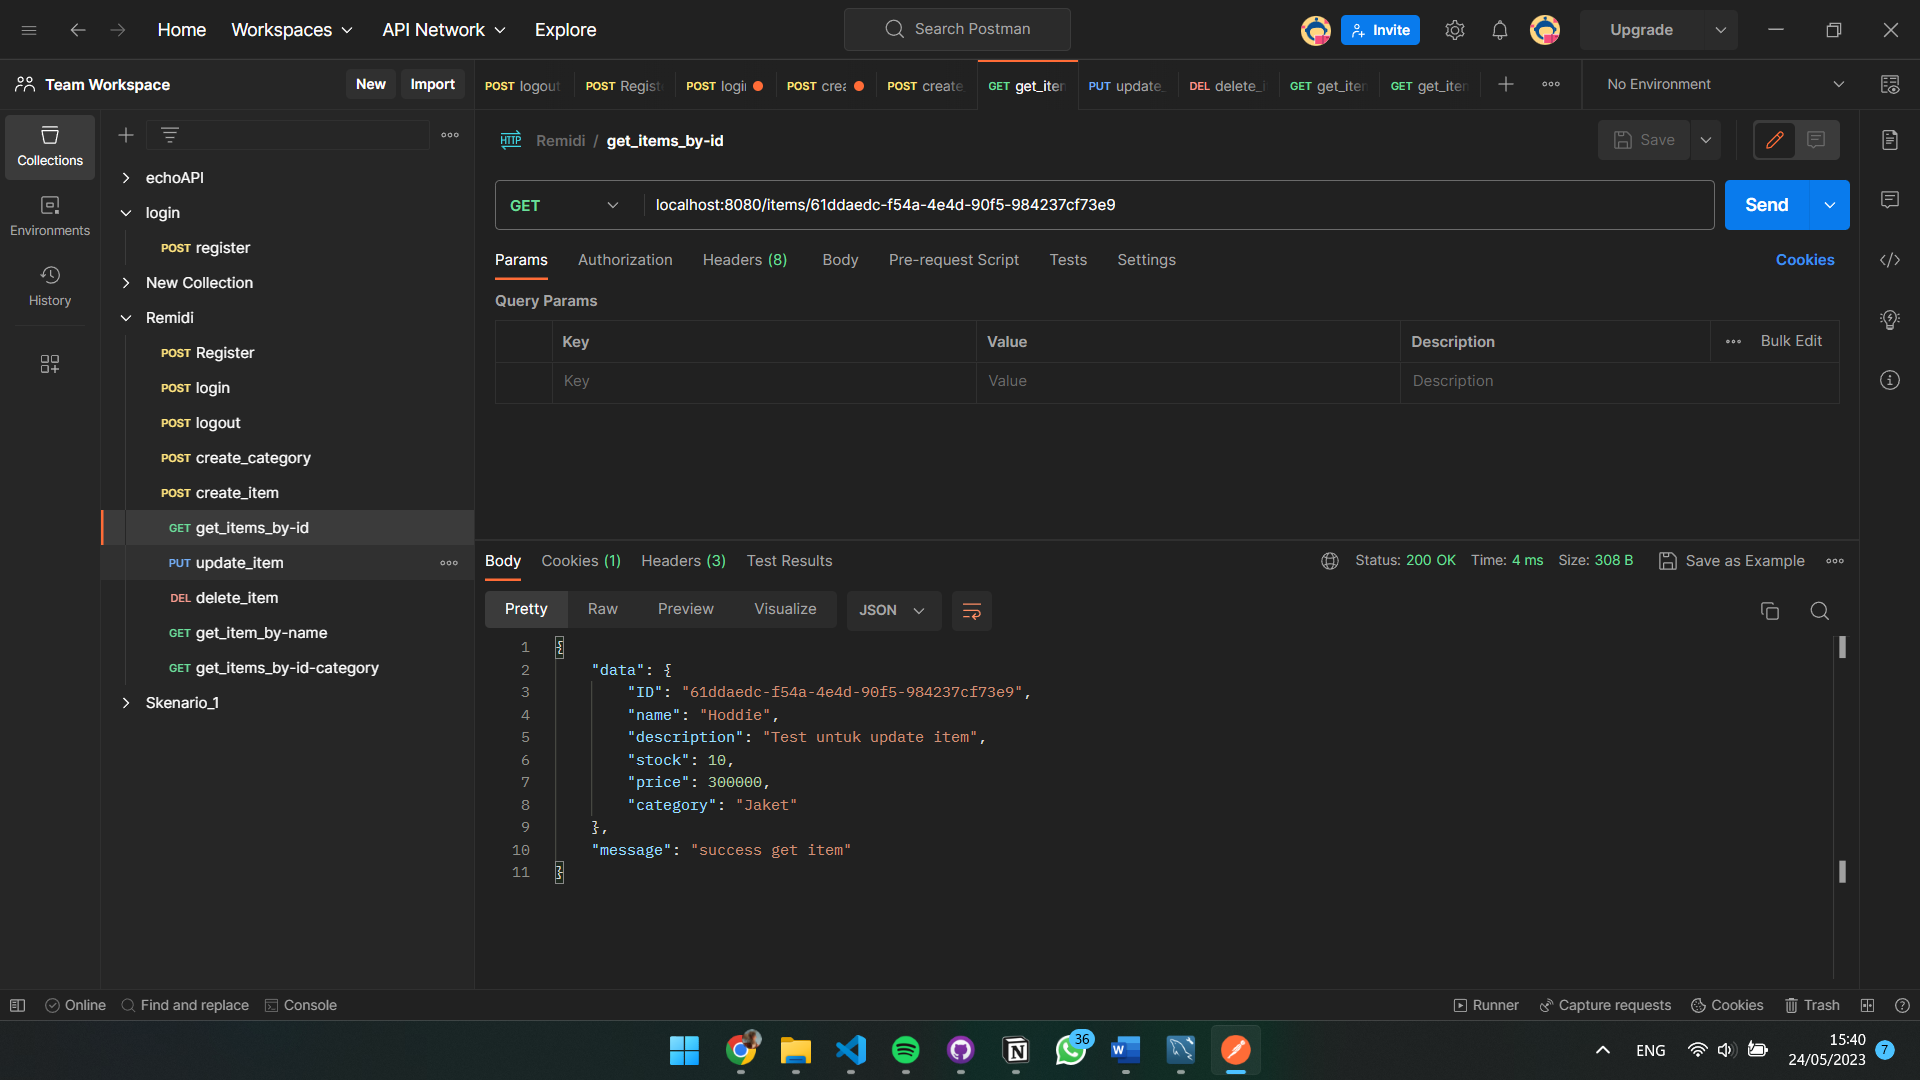 Home Workspaces API Network Explore Search Postman Invite Upgrade
Team Workspace New Import
POST logout POST Regist POST logi POST crea POST create GET get_iter PUT update_ DEL delete_i GET get_iten GET get_iten No Environment
Collections
Environments
History
echoAPI
login
POST register
New Collection
Remidi
POST Register
POST login
POST logout
POST create_category
POST create_item
GET get_items_by-id
PUT update_item
DEL delete_item
GET get_item_by-name
GET get_items_by-id-category
Skenario_1
HTTP Remidi / get_items_by-id Save
GET localhost:8080/items/61ddaedc-f54a-4e4d-90f5-984237cf73e9 Send
Params Authorization Headers (8) Body Pre-request Script Tests Settings Cookies
Query Params
Key Value Description Bulk Edit
Key Value Description
Body Cookies (1) Headers (3) Test Results Status: 200 OK Time: 4 ms Size: 308 B Save as Example
Pretty Raw Preview Visualize JSON
1 {
2 "data": {
3 "ID": "61ddaedc-f54a-4e4d-90f5-984237cf73e9",
4 "name": "Hoddie",
5 "description": "Test untuk update item",
6 "stock": 10,
7 "price": 300000,
8 "category": "Jaket"
9 },
10 "message": "success get item"
11 }
Online Find and replace Console Runner Capture requests Cookies Trash
36
ENG 15:40
24/05/2023 7